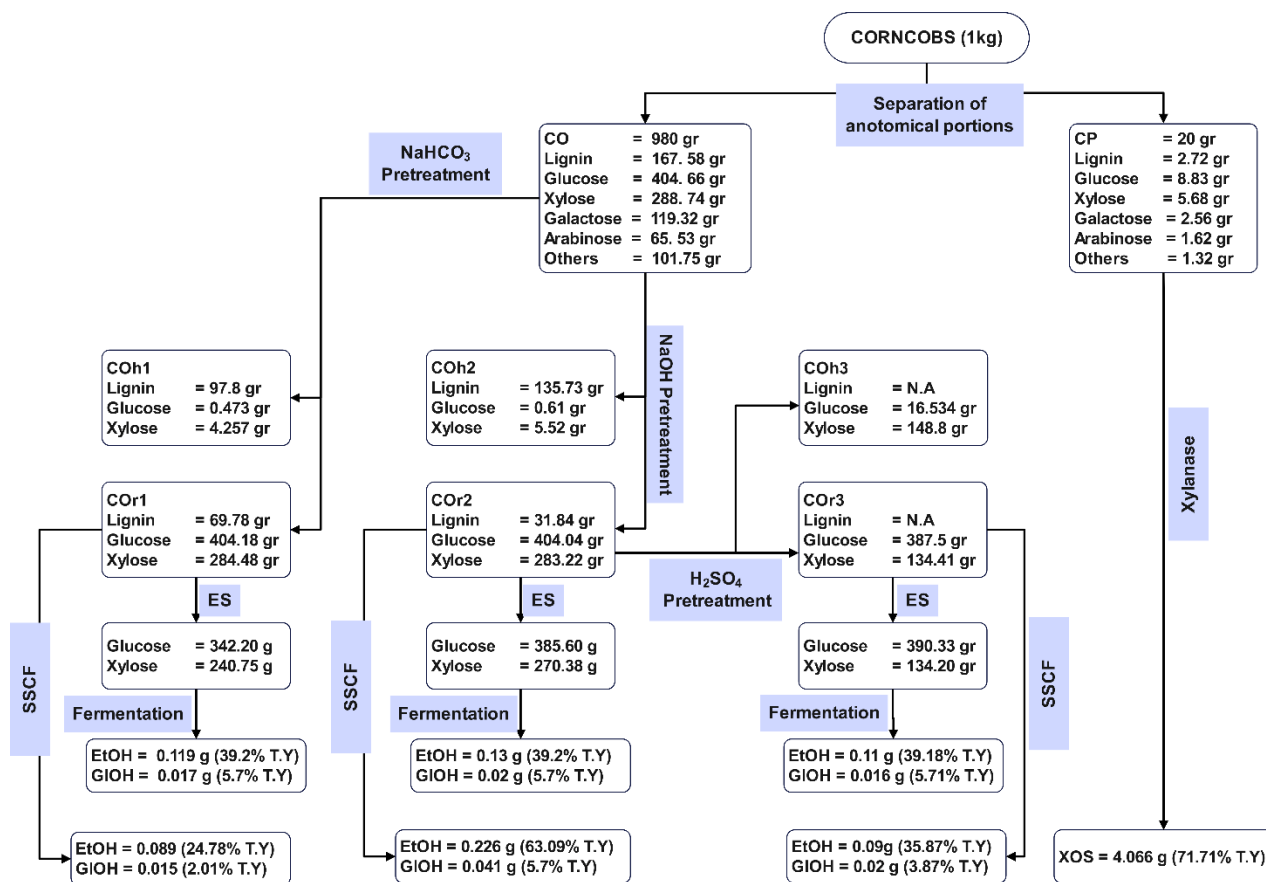 CORNCOBS (1kg)
Separation of
anotomical portions
NaHCO₃
Pretreatment
CO = 980 gr
Lignin = 167. 58 gr
Glucose = 404. 66 gr
Xylose = 288. 74 gr
Galactose = 119.32 gr
Arabinose = 65. 53 gr
Others = 101.75 gr
CP = 20 gr
Lignin = 2.72 gr
Glucose = 8.83 gr
Xylose = 5.68 gr
Galactose = 2.56 gr
Arabinose = 1.62 gr
Others = 1.32 gr
NaOH Pretreatment
Xylanase
COh1
Lignin = 97.8 gr
Glucose = 0.473 gr
Xylose = 4.257 gr
COh2
Lignin = 135.73 gr
Glucose = 0.61 gr
Xylose = 5.52 gr
COh3
Lignin = N.A
Glucose = 16.534 gr
Xylose = 148.8 gr
COr1
Lignin = 69.78 gr
Glucose = 404.18 gr
Xylose = 284.48 gr
COr2
Lignin = 31.84 gr
Glucose = 404.04 gr
Xylose = 283.22 gr
H₂SO₄
Pretreatment
COr3
Lignin = N.A
Glucose = 387.5 gr
Xylose = 134.41 gr
ES
ES
ES
SSCF
SSCF
SSCF
Glucose = 342.20 g
Xylose = 240.75 g
Glucose = 385.60 g
Xylose = 270.38 g
Glucose = 390.33 gr
Xylose = 134.20 gr
Fermentation
Fermentation
Fermentation
EtOH = 0.119 g (39.2% T.Y)
GlOH = 0.017 g (5.7% T.Y)
EtOH = 0.13 g (39.2% T.Y)
GlOH = 0.02 g (5.7% T.Y)
EtOH = 0.11 g (39.18% T.Y)
GlOH = 0.016 g (5.71% T.Y)
EtOH = 0.089 (24.78% T.Y)
GlOH = 0.015 (2.01% T.Y)
EtOH = 0.226 g (63.09% T.Y)
GlOH = 0.041 g (5.7% T.Y)
EtOH = 0.09g (35.87% T.Y)
GlOH = 0.02 g (3.87% T.Y)
XOS = 4.066 g (71.71% T.Y)